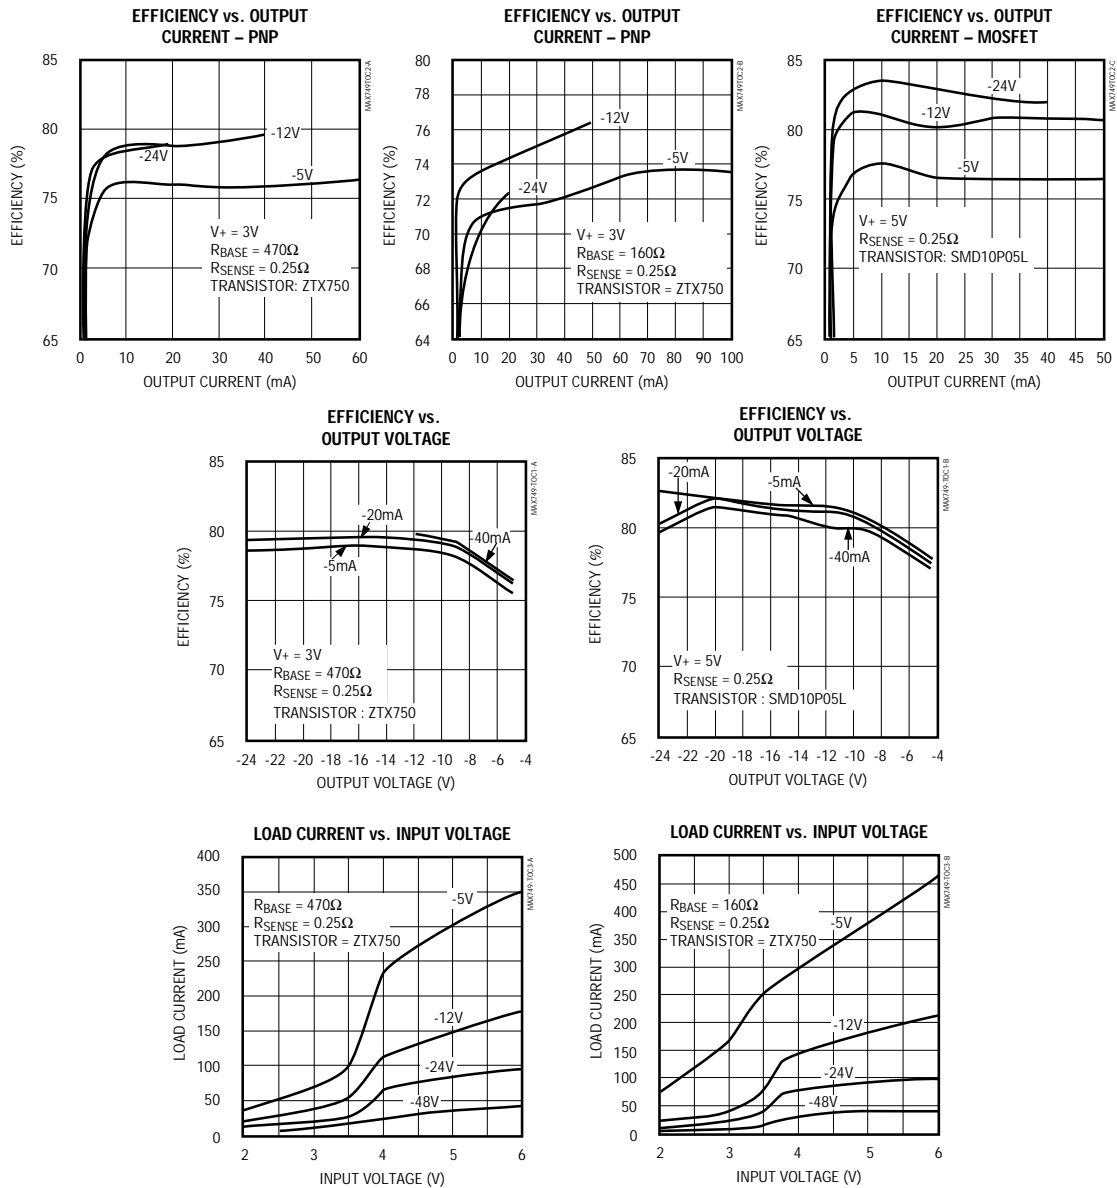 EFFICIENCY vs. OUTPUT
CURRENT – PNP
MAX749TOC2-A
85
80
75
70
65
EFFICIENCY (%)
-12V
-24V
-5V
V+ = 3V
RBASE = 470Ω
RSENSE = 0.25Ω
TRANSISTOR: ZTX750
0 10 20 30 40 50 60
OUTPUT CURRENT (mA)
EFFICIENCY vs. OUTPUT
CURRENT – PNP
MAX749TOC2-B
80
78
76
74
72
70
68
66
64
EFFICIENCY (%)
-12V
-5V
-24V
V+ = 3V
RBASE = 160Ω
RSENSE = 0.25Ω
TRANSISTOR = ZTX750
0 10 20 30 40 50 60 70 80 90 100
OUTPUT CURRENT (mA)
EFFICIENCY vs. OUTPUT
CURRENT – MOSFET
MAX749TOC2-C
85
80
75
70
65
EFFICIENCY (%)
-24V
-12V
-5V
V+ = 5V
RSENSE = 0.25Ω
TRANSISTOR: SMD10P05L
0 5 10 15 20 25 30 35 40 45 50
OUTPUT CURRENT (mA)
EFFICIENCY vs.
OUTPUT VOLTAGE
MAX749-TOC1-A
85
80
75
70
65
EFFICIENCY (%)
-20mA
-40mA
-5mA
V+ = 3V
RBASE = 470Ω
RSENSE = 0.25Ω
TRANSISTOR : ZTX750
-24 -22 -20 -18 -16 -14 -12 -10 -8 -6 -4
OUTPUT VOLTAGE (V)
EFFICIENCY vs.
OUTPUT VOLTAGE
MAX749-TOC1-B
85
80
75
70
65
EFFICIENCY (%)
-20mA
-5mA
-40mA
V+ = 5V
RSENSE = 0.25Ω
TRANSISTOR : SMD10P05L
-24 -22 -20 -18 -16 -14 -12 -10 -8 -6 -4
OUTPUT VOLTAGE (V)
LOAD CURRENT vs. INPUT VOLTAGE
MAX749-TOC3-A
400
350
300
250
200
150
100
50
0
LOAD CURRENT (mA)
RBASE = 470Ω
RSENSE = 0.25Ω
TRANSISTOR = ZTX750
-5V
-12V
-24V
-48V
2 3 4 5 6
INPUT VOLTAGE (V)
LOAD CURRENT vs. INPUT VOLTAGE
MAX749-TOC3-B
500
450
400
350
300
250
200
150
100
50
0
LOAD CURRENT (mA)
RBASE = 160Ω
RSENSE = 0.25Ω
TRANSISTOR = ZTX750
-5V
-12V
-24V
-48V
2 3 4 5 6
INPUT VOLTAGE (V)